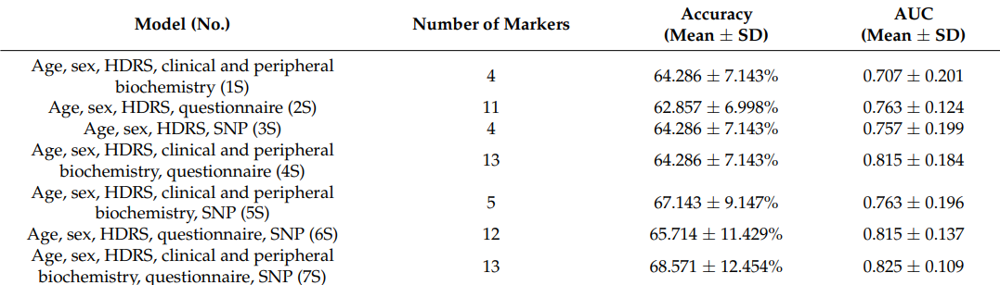 Model (No.) Number of Markers Accuracy (Mean ± SD) AUC (Mean ± SD)
Age, sex, HDRS, clinical and peripheral
biochemistry (1S) 4 64.286 ± 7.143% 0.707 ± 0.201
Age, sex, HDRS, questionnaire (2S) 11 62.857 ± 6.998% 0.763 ± 0.124
Age, sex, HDRS, SNP (3S) 4 64.286 ± 7.143% 0.757 ± 0.199
Age, sex, HDRS, clinical and peripheral
biochemistry, questionnaire (4S) 13 64.286 ± 7.143% 0.815 ± 0.184
Age, sex, HDRS, clinical and peripheral
biochemistry, SNP (5S) 5 67.143 ± 9.147% 0.763 ± 0.196
Age, sex, HDRS, questionnaire, SNP (6S) 12 65.714 ± 11.429% 0.815 ± 0.137
Age, sex, HDRS, clinical and peripheral
biochemistry, questionnaire, SNP (7S) 13 68.571 ± 12.454% 0.825 ± 0.109